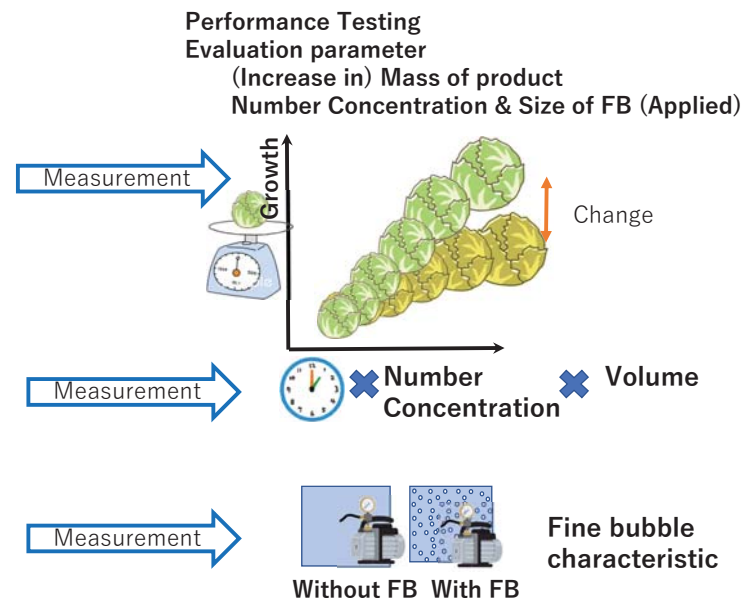 Performance Testing
Evaluation parameter
(Increase in) Mass of product
Number Concentration & Size of FB (Applied)
Measurement
Growth
Change
Measurement
Number
Concentration
Volume
Measurement
Fine bubble
characteristic
Without FB
With FB